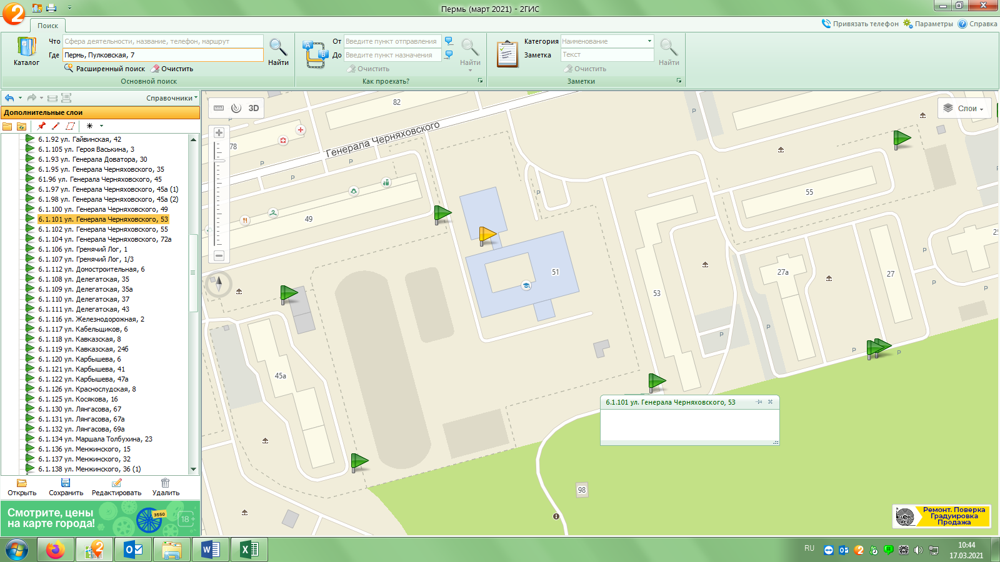 Пермь (март 2021) - 2ГИС
Поиск
Привязать телефон
Параметры
Справка
Каталог
Что
Сфера деятельности, название, телефон, маршрут
Где
Пермь, Пулковская, 7
Расширенный поиск
Очистить
Найти
Основной поиск
От
Введите пункт отправления
До
Введите пункт назначения
Очистить
Найти
Как проехать?
Категория
Наименование
Заметка
Текст
Очистить
Найти
Заметки
Справочники
Дополнительные слои
6.1.92 ул. Гайвинская, 42
6.1.105 ул. Героя Васькина, 3
6.1.93 ул. Генерала Доватора, 30
6.1.95 ул. Генерала Черняховского, 35
61.96 ул. Генерала Черняховского, 45
6.1.97 ул. Генерала Черняховского, 45а (1)
6.1.98 ул. Генерала Черняховского, 45а (2)
6.1.100 ул. Генерала Черняховского, 49
6.1.101 ул. Генерала Черняховского, 53
6.1.102 ул. Генерала Черняховского, 55
6.1.104 ул. Генерала Черняховского, 72а
6.1.106 ул. Гремячий Лог, 1
6.1.107 ул. Гремячий Лог, 1/3
6.1.112 ул. Домостроительная, 6
6.1.108 ул. Делегатская, 35
6.1.109 ул. Делегатская, 35а
6.1.110 ул. Делегатская, 37
6.1.111 ул. Делегатская, 43
6.1.116 ул. Железнодорожная, 2
6.1.117 ул. Кабельщиков, 6
6.1.118 ул. Кавказская, 8
6.1.119 ул. Кавказская, 24б
6.1.120 ул. Карбышева, 6
6.1.121 ул. Карбышева, 41
6.1.122 ул. Карбышева, 47а
6.1.126 ул. Краснослудская, 8
6.1.125 ул. Косякова, 16
6.1.130 ул. Лянгасова, 67
6.1.131 ул. Лянгасова, 67а
6.1.132 ул. Лянгасова, 69а
6.1.134 ул. Маршала Толбухина, 23
6.1.136 ул. Менжинского, 15
6.1.137 ул. Менжинского, 32
6.1.138 ул. Менжинского, 36 (1)
Открыть
Сохранить
Редактировать
Удалить
Смотрите, цены
на карте города!
3550
18+
3D
Слои
Генерала Черняховского
82
78
49
51
53
55
27а
27
45а
98
P
P
P
P
P
P
P
P
P
P
P
P
P
6.1.101 ул. Генерала Черняховского, 53
Ремонт. Поверка
Градуировка
Продажа
RU
10:44
17.03.2021